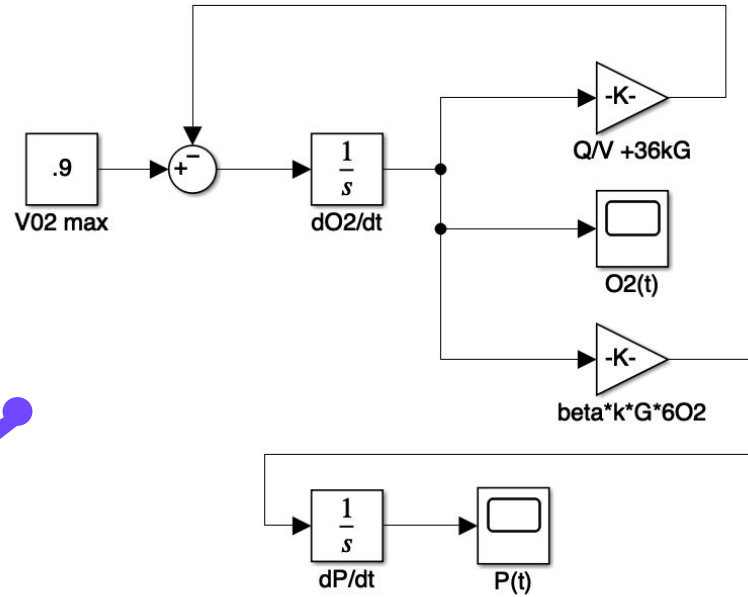 -K-
Q/V +36kG
.9
V02 max
+
−
1
s
dO2/dt
O2(t)
-K-
beta*k*G*6O2
1
s
dP/dt
P(t)